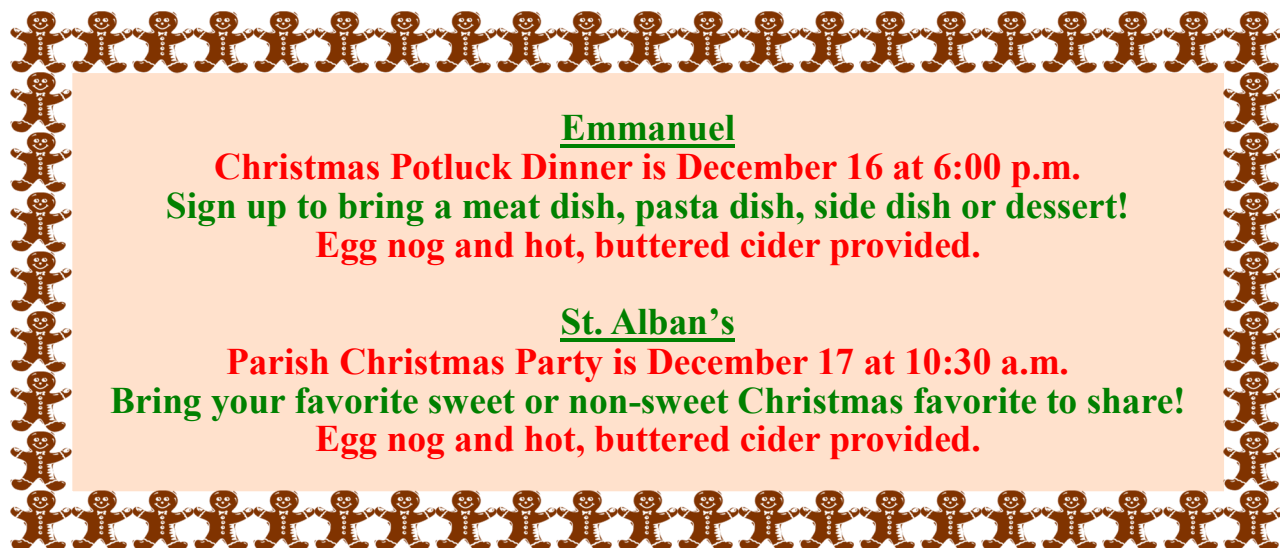 Emmanuel
Christmas Potluck Dinner is December 16 at 6:00 p.m.
Sign up to bring a meat dish, pasta dish, side dish or dessert!
Egg nog and hot, buttered cider provided.
St. Alban’s
Parish Christmas Party is December 17 at 10:30 a.m.
Bring your favorite sweet or non-sweet Christmas favorite to share!
Egg nog and hot, buttered cider provided.